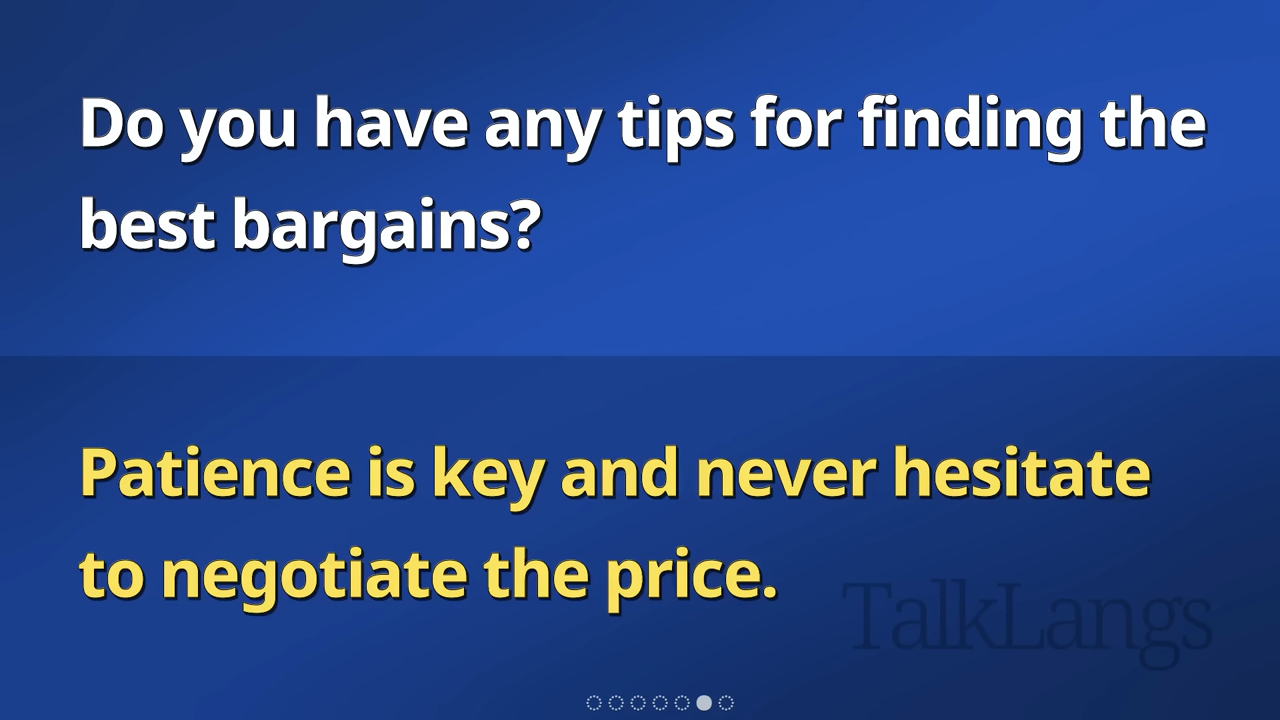 Do you have any tips for finding the
best bargains?
Patience is key and never hesitate
to negotiate the price.
TalkLangs